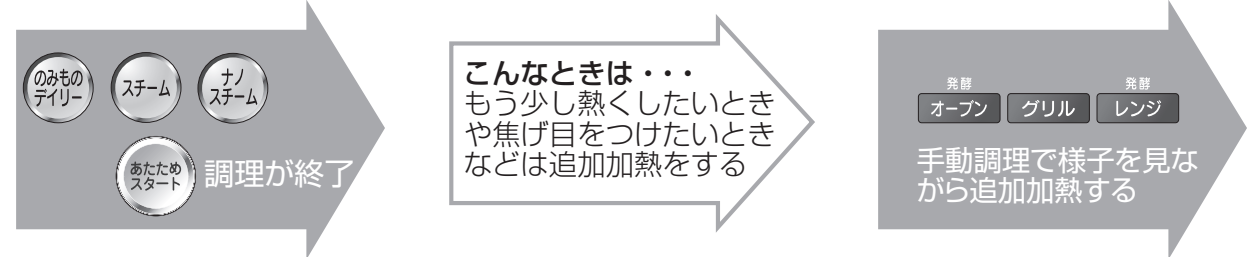 のみもの
デイリー
スチーム
ナノ
スチーム
あたため
スタート
調理が終了
こんなときは・・・
もう少し熱くしたいとき
や焦げ目をつけたいとき
などは追加加熱をする
発酵
オーブン
グリル
発酵
レンジ
手動調理で様子を見な
がら追加加熱する